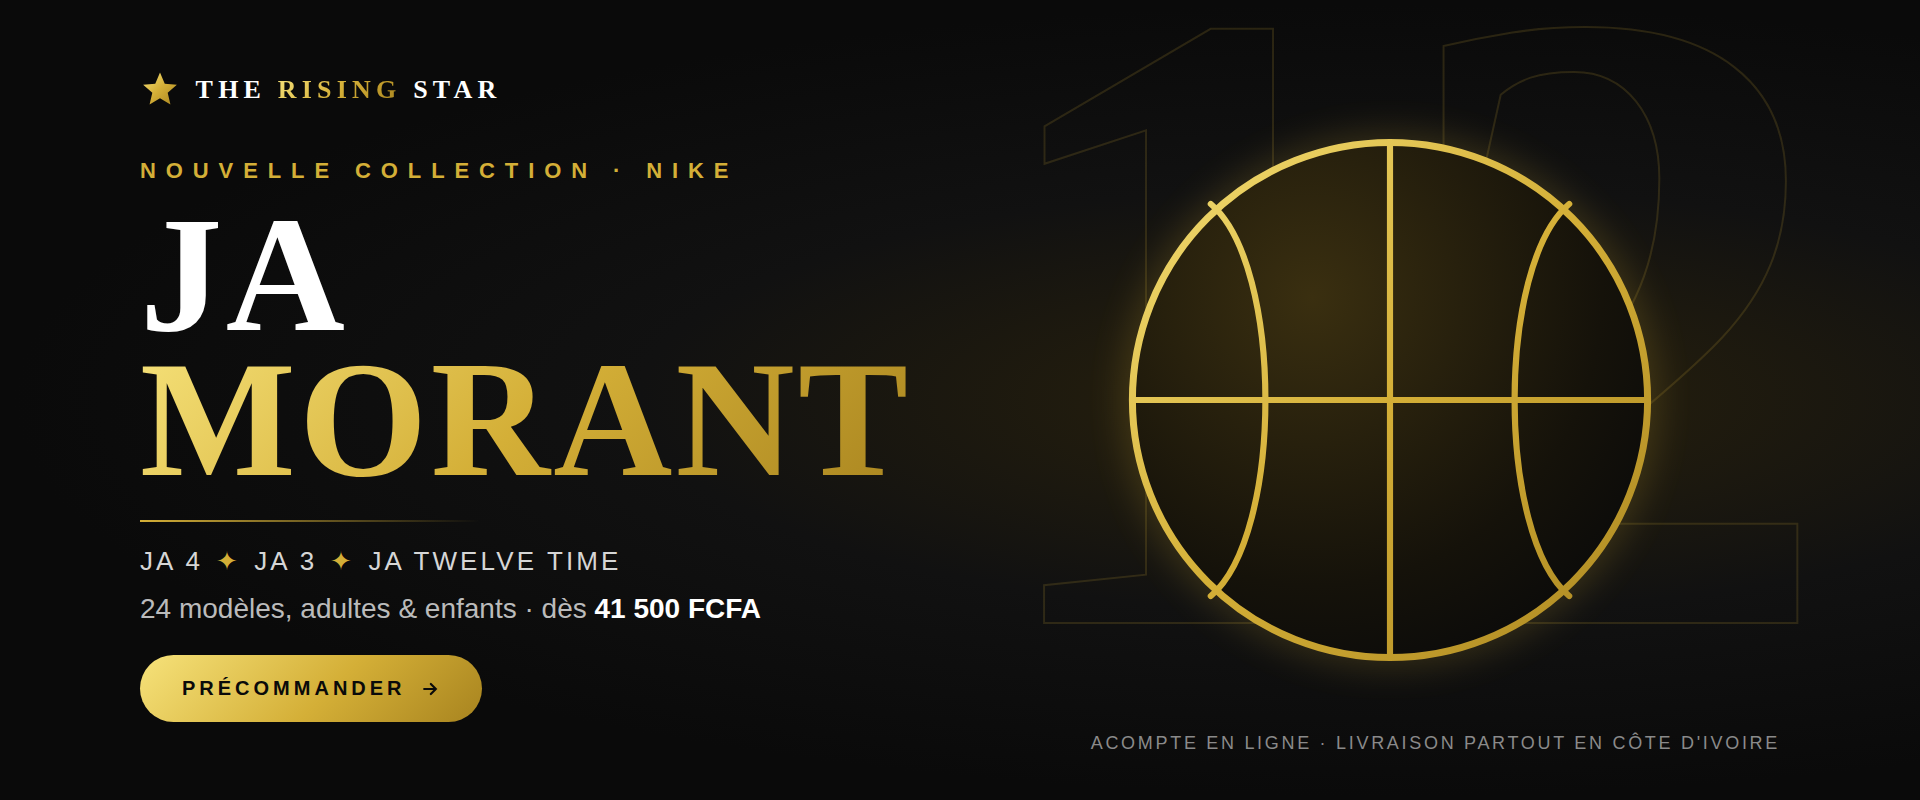 THE RISING STAR
NOUVELLE COLLECTION · NIKE
JA
MORANT
JA 4 ✦ JA 3 ✦ JA TWELVE TIME
24 modèles, adultes & enfants · dès 41 500 FCFA
PRÉCOMMANDER →
12
ACOMPTE EN LIGNE · LIVRAISON PARTOUT EN CÔTE D'IVOIRE